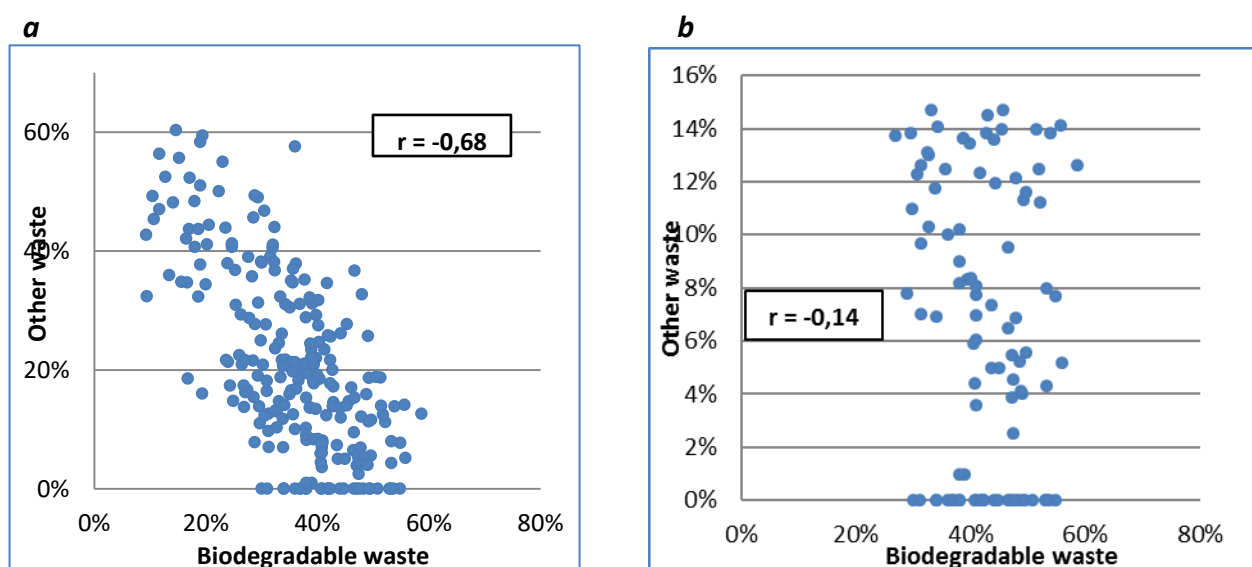 a
60%
40%
20%
0%
0% 20% 40% 60% 80%
Other waste
Biodegradable waste
r = -0,68
b
16%
14%
12%
10%
8%
6%
4%
2%
0%
0% 20% 40% 60% 80%
Other waste
Biodegradable waste
r = -0,14